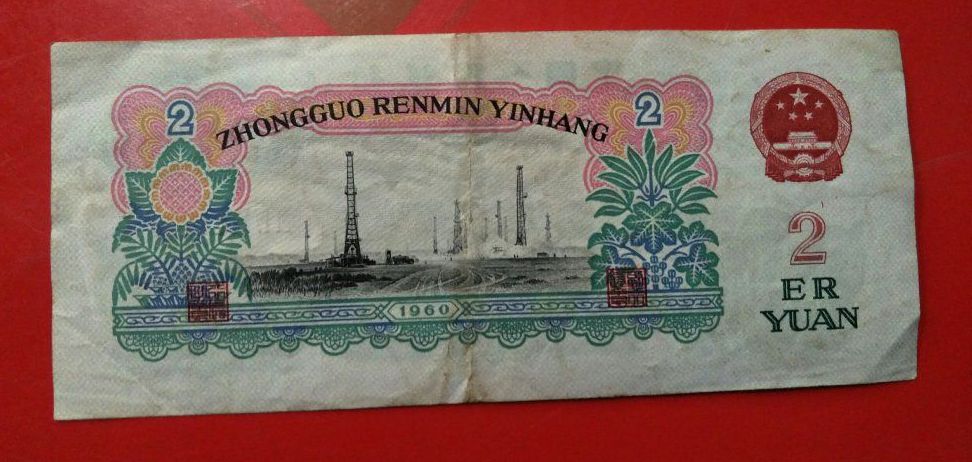 2
ZHONGGUO RENMIN YINHANG
2
2
ER
YUAN
1960